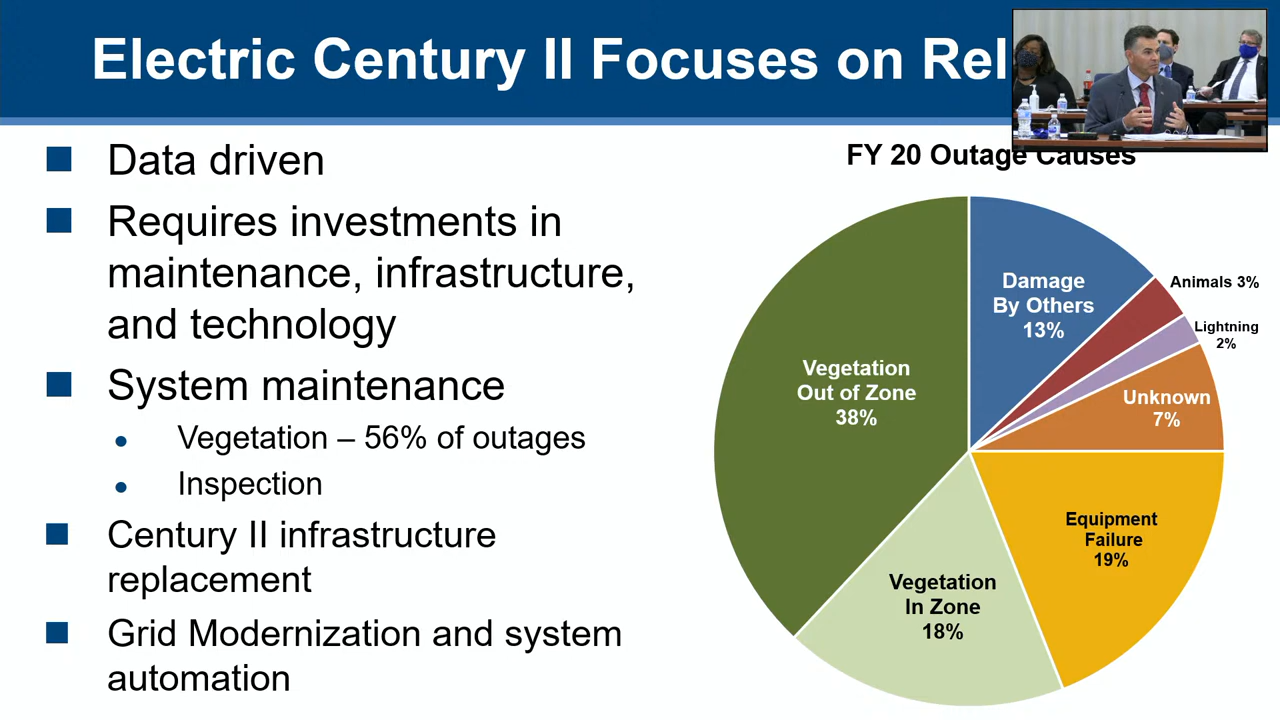 Electric Century II Focuses on Rel
Data driven
Requires investments in
maintenance, infrastructure,
and technology
System maintenance
Vegetation – 56% of outages
Inspection
Century II infrastructure
replacement
Grid Modernization and system
automation
FY 20 Outage Causes
Damage
By Others
13%
Animals 3%
Lightning
2%
Unknown
7%
Equipment
Failure
19%
Vegetation
In Zone
18%
Vegetation
Out of Zone
38%